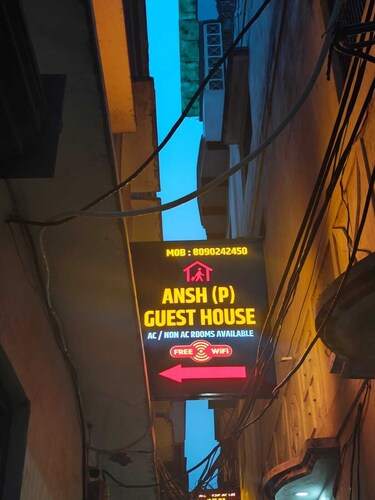 MOB : 8090242450
ANSH (P)
GUEST HOUSE
AC / NON AC ROOMS AVAILABLE
FREE WiFi